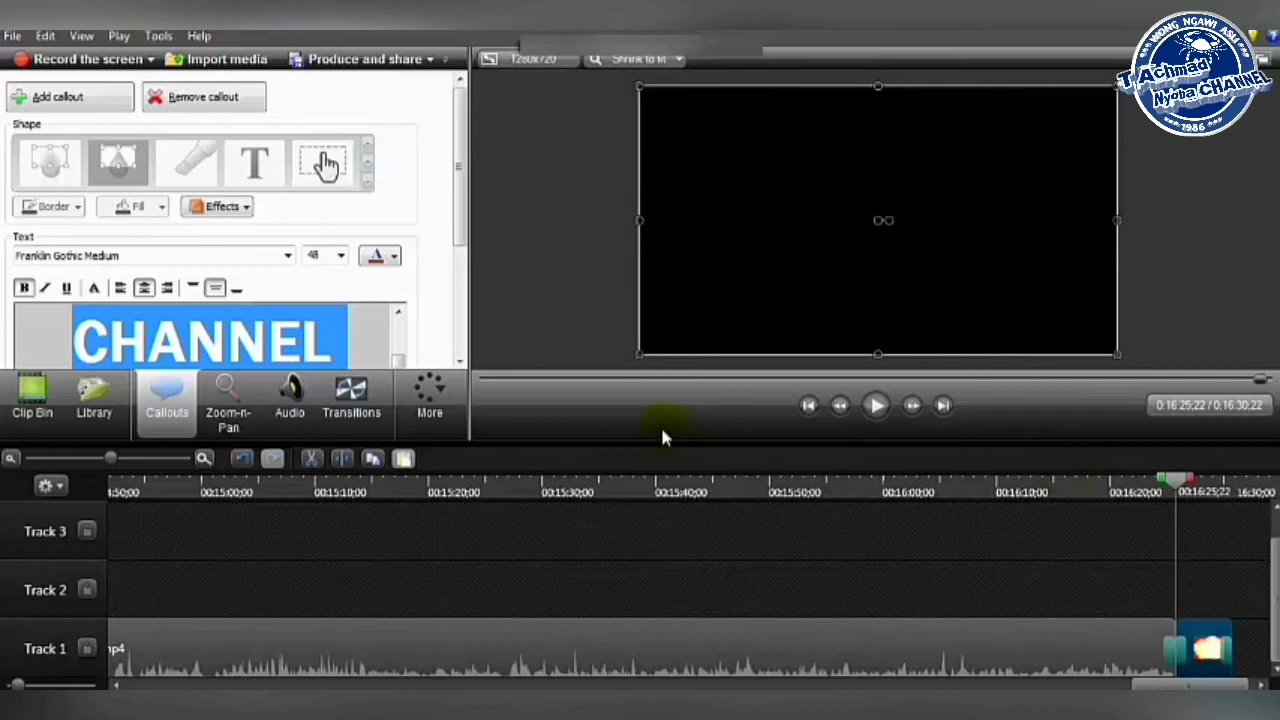 File Edit View Play Tools Help
Record the screen Import media Produce and share
1280x720 Shrink to fit
Add callout Remove callout
Shape
T
Border Fill Effects
Text
Franklin Gothic Medium 48 A
B I U A
CHANNEL
Clip Bin Library Callouts Zoom-n-Pan Audio Transitions More
0:16:25;22 / 0:16:30;22
4:50;00 00:15:00;00 00:15:10;00 00:15:20;00 00:15:30;00 00:15:40;00 00:15:50;00 00:16:00;00 00:16:10;00 00:16:20;00 00:16:25;22 16:30;00
Track 3
Track 2
Track 1 mp4
WONG NGAWI ASLI
T Achmad
Nyoba CHANNEL
1986